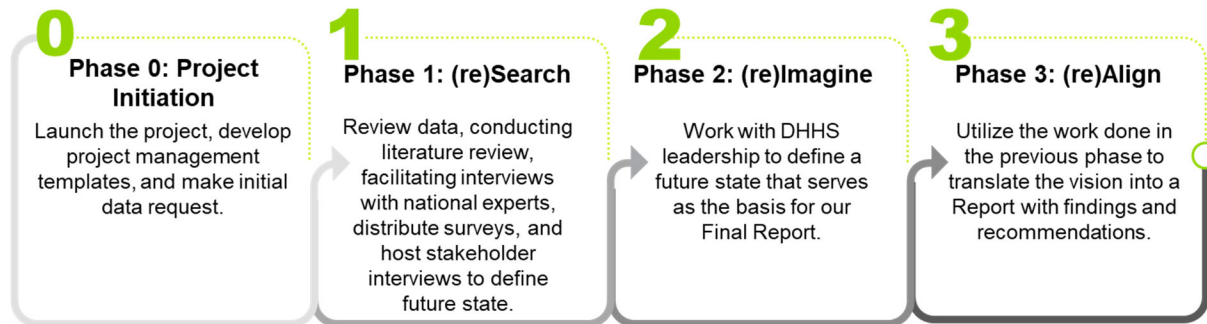 0
Phase 0: Project
Initiation
Launch the project, develop
project management
templates, and make initial
data request.
1
Phase 1: (re)Search
Review data, conducting
literature review,
facilitating interviews
with national experts,
distribute surveys, and
host stakeholder
interviews to define
future state.
2
Phase 2: (re)Imagine
Work with DHHS
leadership to define a
future state that serves
as the basis for our
Final Report.
3
Phase 3: (re)Align
Utilize the work done in
the previous phase to
translate the vision into a
Report with findings and
recommendations.